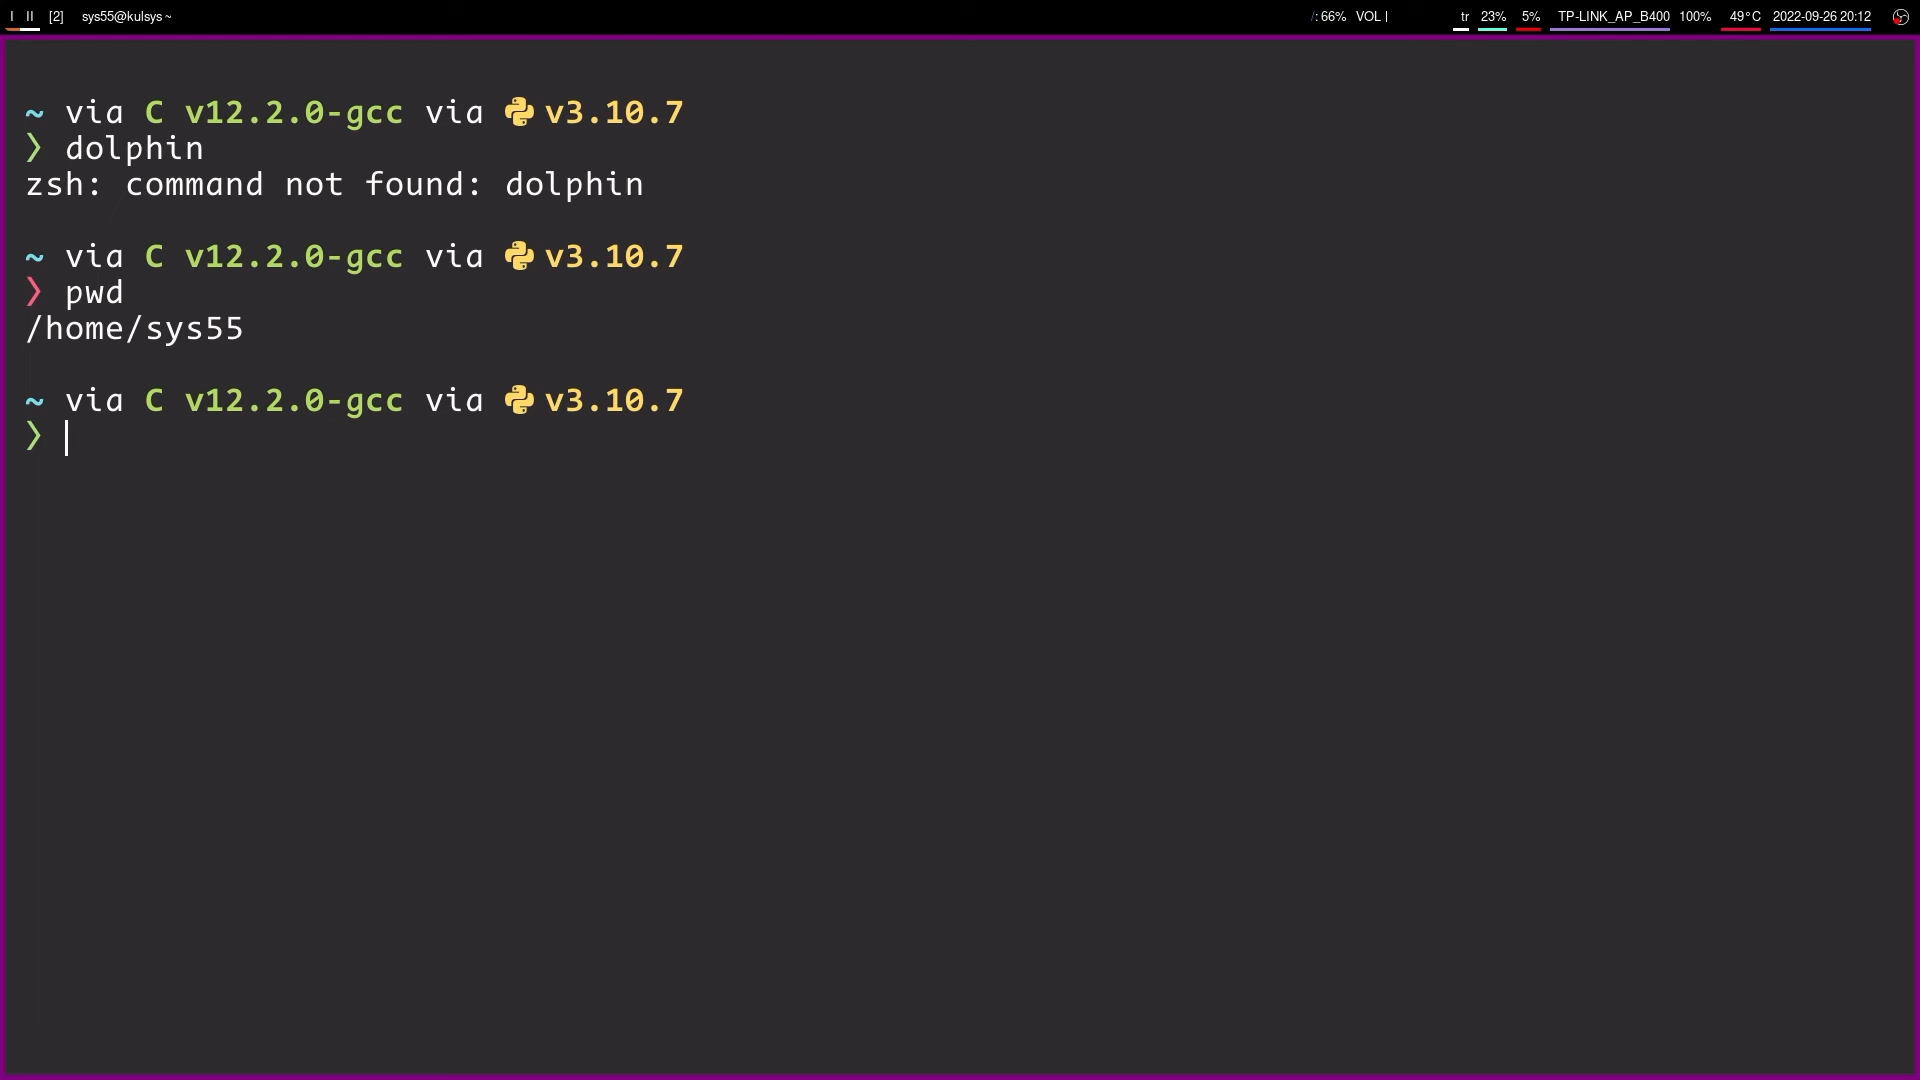 I II [2] sys55@kulsys ~ /: 66% VOL | tr 23% 5% TP-LINK_AP_B400 100% 49°C 2022-09-26 20:12
~ via C v12.2.0-gcc via v3.10.7
❯ dolphin
zsh: command not found: dolphin
~ via C v12.2.0-gcc via v3.10.7
❯ pwd
/home/sys55
~ via C v12.2.0-gcc via v3.10.7
❯